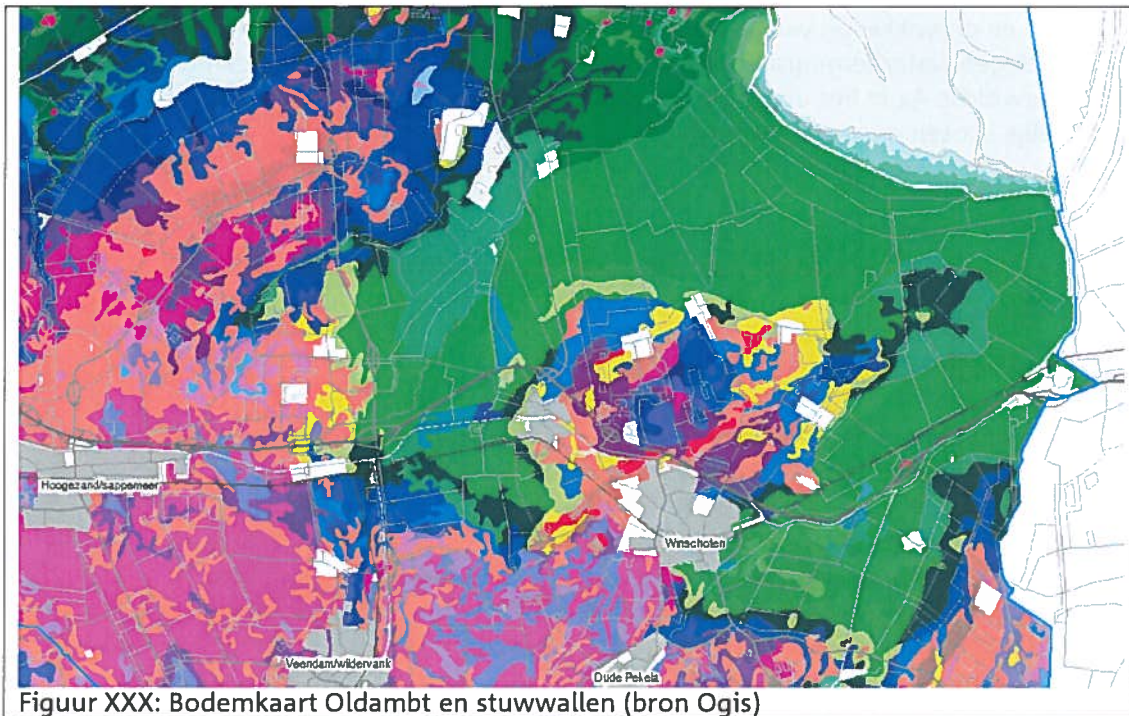 Hoogezand/sappemeer
Winschoten
Veendam/wildervank
Oude Pekela
Figuur XXX: Bodemkaart Oldambt en stuwwallen (bron Ogis)